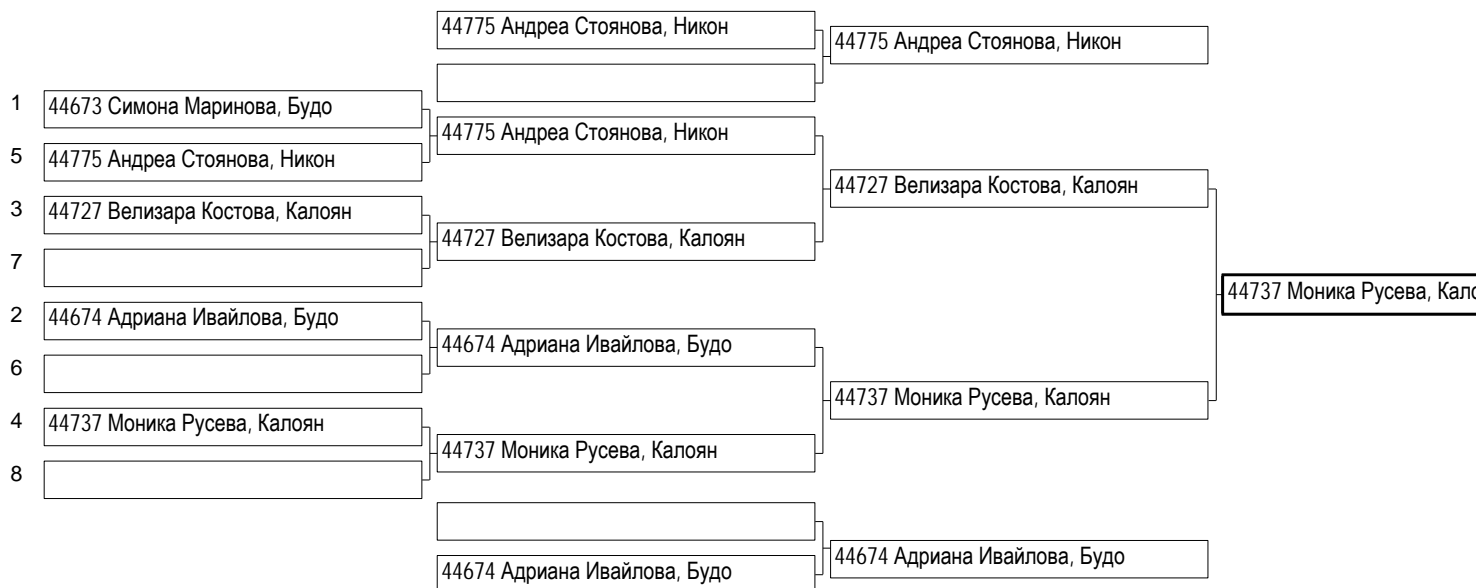 44775 Андреа Стоянова, Никон
44775 Андреа Стоянова, Никон
1 44673 Симона Маринова, Будо
44775 Андреа Стоянова, Никон
5 44775 Андреа Стоянова, Никон
44727 Велизара Костова, Калоян
3 44727 Велизара Костова, Калоян
44727 Велизара Костова, Калоян
7
44737 Моника Русева,
2 44674 Адриана Ивайлова, Будо
44674 Адриана Ивайлова, Будо
6
44737 Моника Русева, Калоян
4 44737 Моника Русева, Калоян
44737 Моника Русева, Калоян
8
44674 Адриана Ивайлова, Будо
44674 Адриана Ивайлова, Будо